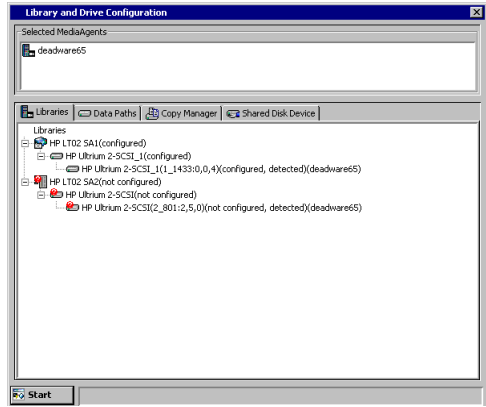 Library and Drive Configuration
Selected MediaAgents
deadware65
Libraries Data Paths Copy Manager Shared Disk Device
Libraries
HP LT02 SA1(configured)
HP Ultrium 2-SCSI_1(configured)
HP Ultrium 2-SCSI_1(1_1433:0,0,4)(configured, detected)(deadware65)
HP LT02 SA2(not configured)
HP Ultrium 2-SCSI(not configured)
HP Ultrium 2-SCSI(2_801:2,5,0)(not configured, detected)(deadware65)
Start